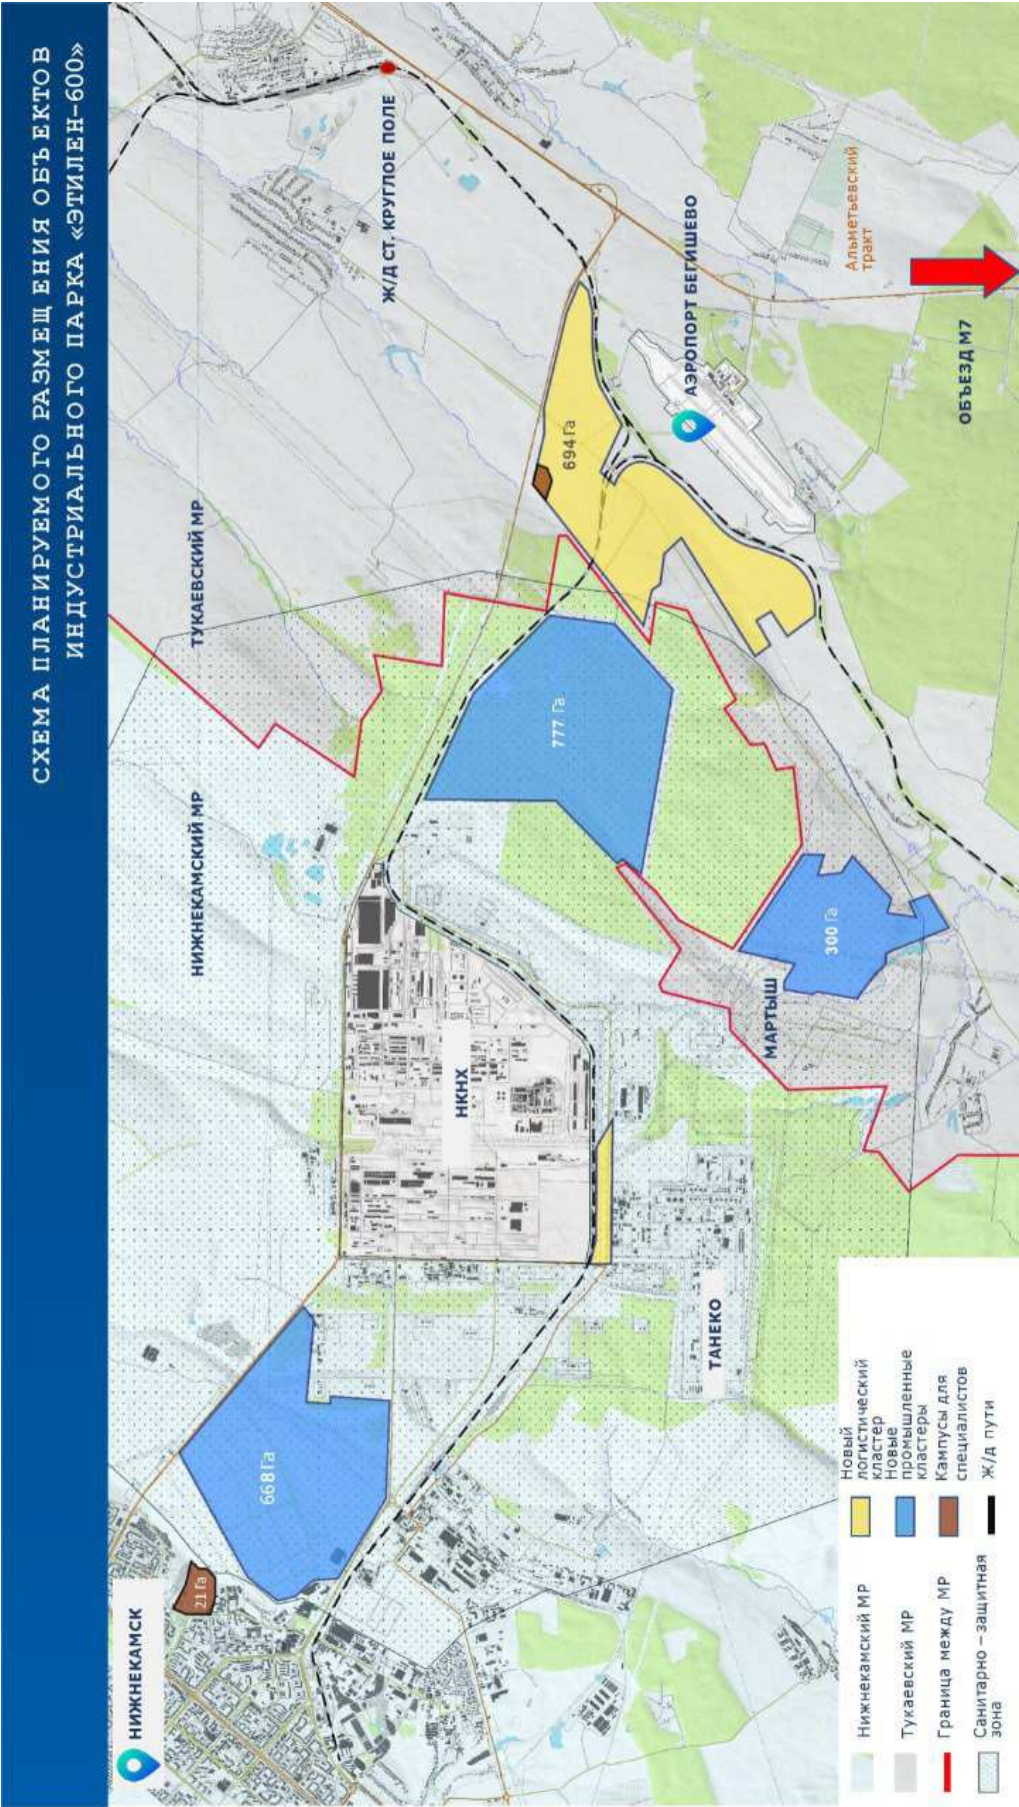 СХЕМА ПЛАНИРУЕМОГО РАЗМЕЩ ЕНИЯ ОБЪЕКТОВ
ИНДУСТРИАЛЬНОГО ПАРКА «ЭТИЛЕН-600»
НИЖНЕКАМСК
21 Га
668 Га
НИЖНЕКАМСКИЙ МР
ТУКАЕВСКИЙ МР
Ж/Д СТ. КРУГЛОЕ ПОЛЕ
НКНХ
777 Га
694 Га
АЭРОПОРТ БЕГИШЕВО
Альметьевский
тракт
ТАНЕКО
МАРТЫШ
300 Га
ОБЪЕЗД М7
Нижнекамский МР
Тукаевский МР
Граница между МР
Санитарно – защитная
зона
Новый
логистический
кластер
Новые
промышленные
кластеры
Кампусы для
специалистов
Ж/д пути